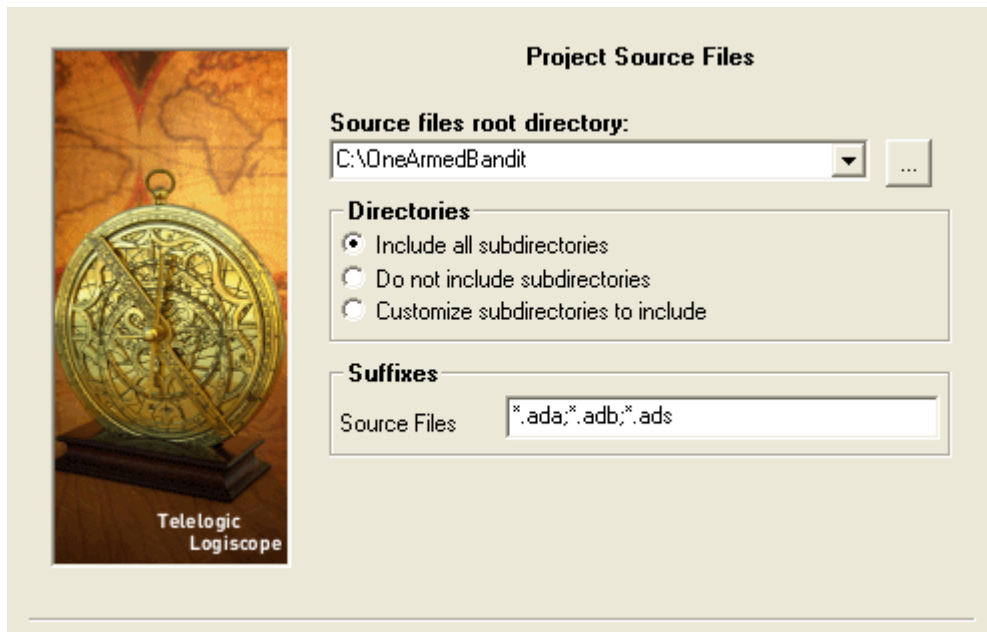 Project Source Files
Source files root directory:
C:\OneArmedBandit
...
Directories
Include all subdirectories
Do not include subdirectories
Customize subdirectories to include
Suffixes
Source Files
*.ada;*.adb;*.ads
Telelogic
Logiscope